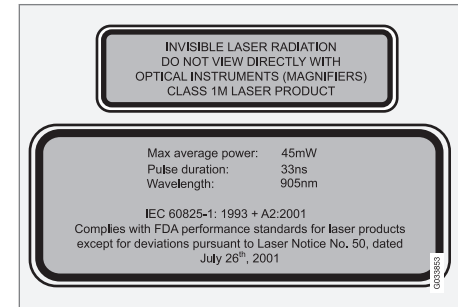 INVISIBLE LASER RADIATION
DO NOT VIEW DIRECTLY WITH
OPTICAL INSTRUMENTS (MAGNIFIERS)
CLASS 1M LASER PRODUCT
Max average power: 45mW
Pulse duration: 33ns
Wavelength: 905nm
IEC 60825-1: 1993 + A2:2001
Complies with FDA performance standards for laser products
except for deviations pursuant to Laser Notice No. 50, dated
July 26th, 2001
G033853